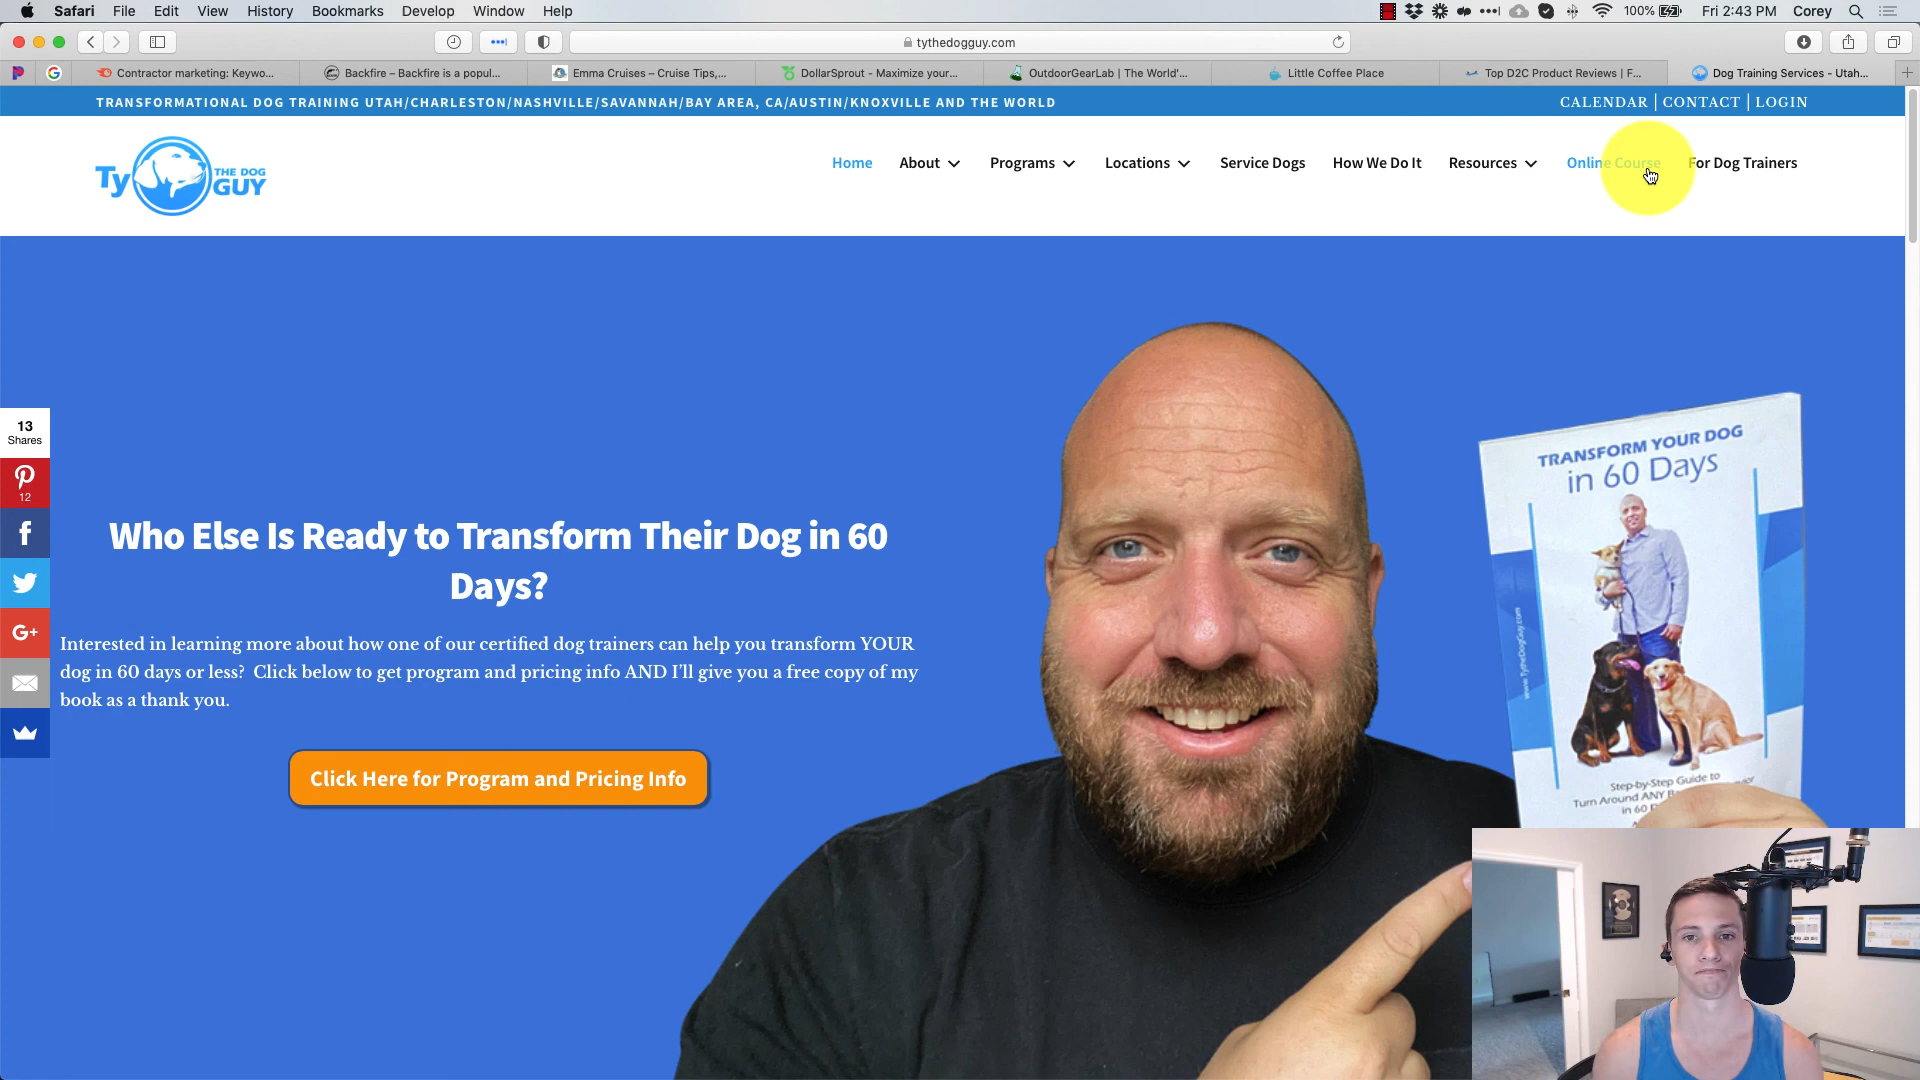 Safari File Edit View History Bookmarks Develop Window Help 100% Fri 2:43 PM Corey
tythedogguy.com
Contractor marketing: Keywo... Backfire – Backfire is a popul... Emma Cruises – Cruise Tips,... DollarSprout - Maximize your... OutdoorGearLab | The World'... Little Coffee Place Top D2C Product Reviews | F... Dog Training Services - Utah...
TRANSFORMATIONAL DOG TRAINING UTAH/CHARLESTON/NASHVILLE/SAVANNAH/BAY AREA, CA/AUSTIN/KNOXVILLE AND THE WORLD
CALENDAR | CONTACT | LOGIN
Ty THE DOG GUY
Home About Programs Locations Service Dogs How We Do It Resources Online Course For Dog Trainers
13
Shares
12
G+
Who Else Is Ready to Transform Their Dog in 60
Days?
Interested in learning more about how one of our certified dog trainers can help you transform YOUR
dog in 60 days or less? Click below to get program and pricing info AND I'll give you a free copy of my
book as a thank you.
Click Here for Program and Pricing Info
TRANSFORM YOUR DOG
in 60 Days
www.TytheDogGuy.com
Step-by-Step Guide to
Turn Around ANY
in 60